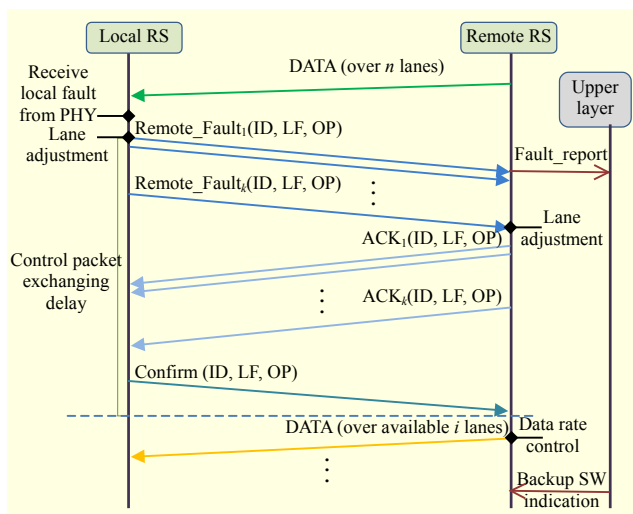 Local RS
Remote RS
Upper
layer
DATA (over n lanes)
Receive
local fault
from PHY
Lane
adjustment
Remote_Fault₁(ID, LF, OP)
Fault_report
Remote_Faultₖ(ID, LF, OP)
⋮
Lane
adjustment
ACK₁(ID, LF, OP)
Control packet
exchanging
delay
⋮
ACKₖ(ID, LF, OP)
Confirm (ID, LF, OP)
DATA (over available i lanes)
Data rate
control
⋮
Backup SW
indication